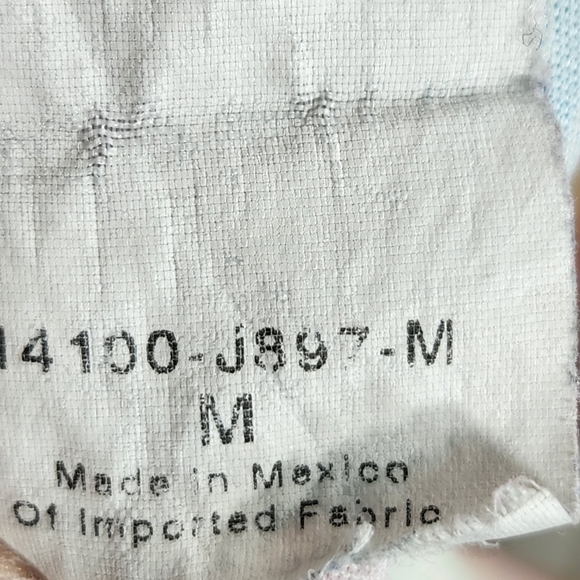 14100-J897-M
M
Made in Mexico
Of Imported Fabric